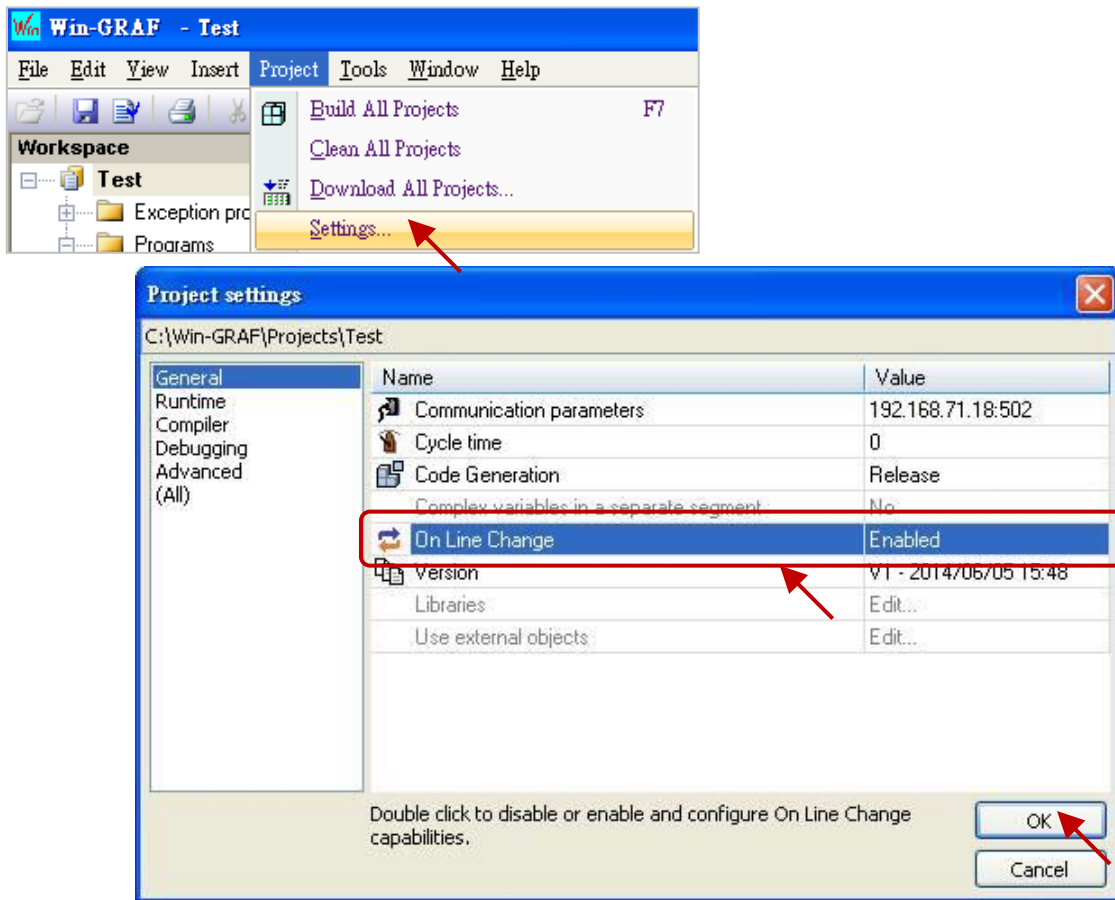 Win Win-GRAF - Test
File Edit View Insert Project Tools Window Help
Build All Projects F7
Workspace
Clean All Projects
Test
Download All Projects...
Exception pro
Settings...
Programs
Project settings
C:\Win-GRAF\Projects\Test
General
Runtime
Compiler
Debugging
Advanced
(All)
Name Value
Communication parameters 192.168.71.18:502
Cycle time 0
Code Generation Release
Complex variables in a separate segment No
On Line Change Enabled
Version V1 - 2014/06/05 15:48
Libraries Edit...
Use external objects Edit...
Double click to disable or enable and configure On Line Change
capabilities.
OK
Cancel